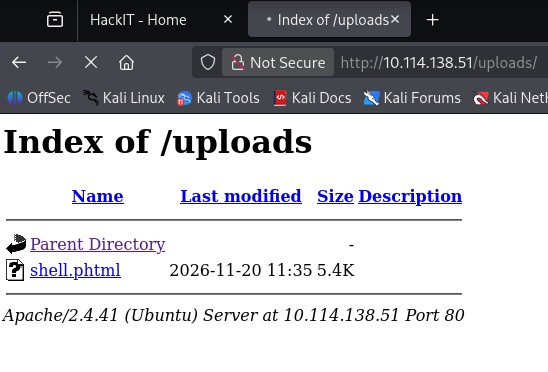 HackIT - Home
Index of /uploads
Not Secure http://10.114.138.51/uploads/
OffSec Kali Linux Kali Tools Kali Docs Kali Forums Kali Net
Index of /uploads
Name Last modified Size Description
Parent Directory -
shell.phtml 2026-11-20 11:35 5.4K
Apache/2.4.41 (Ubuntu) Server at 10.114.138.51 Port 80